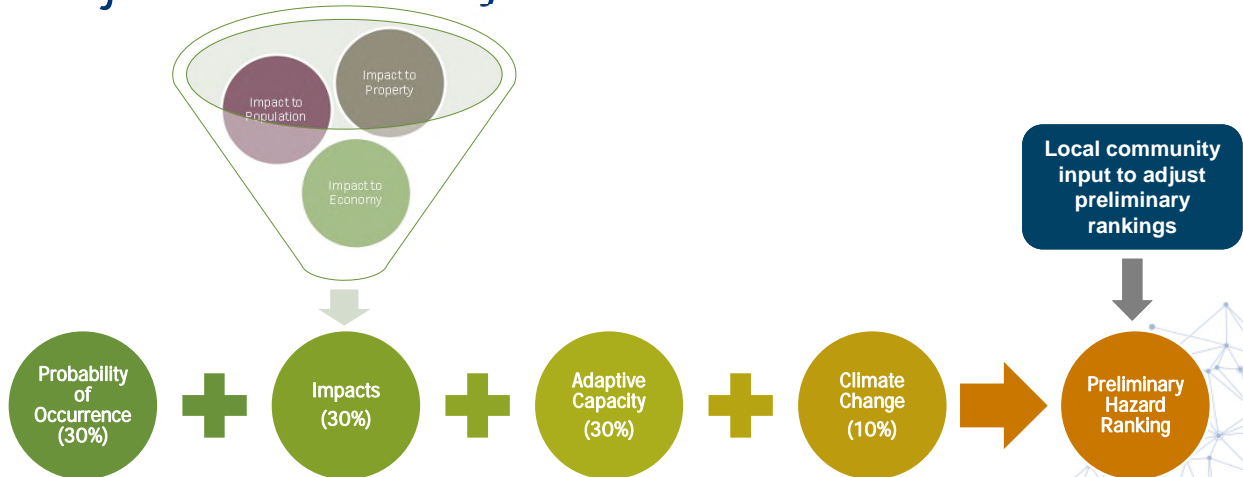 Impact to
Property
Impact to
Population
Impact to
Economy
Local community
input to adjust
preliminary
rankings
Probability
of
Occurrence
(30%)
Impacts
(30%)
Adaptive
Capacity
(30%)
Climate
Change
(10%)
Preliminary
Hazard
Ranking